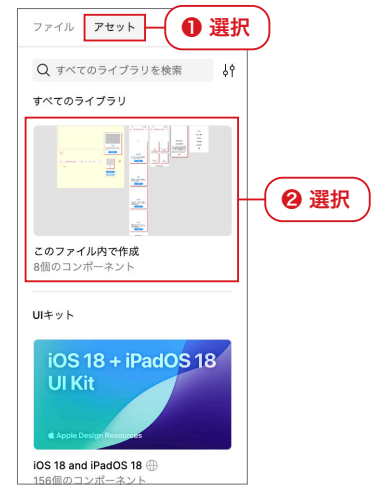 ファイル アセット ❶ 選択
すべてのライブラリを検索
すべてのライブラリ
❷ 選択
このファイル内で作成
8個のコンポーネント
UIキット
iOS 18 + iPadOS 18
UI Kit
Apple Design Resources
iOS 18 and iPadOS 18
156個のコンポーネント